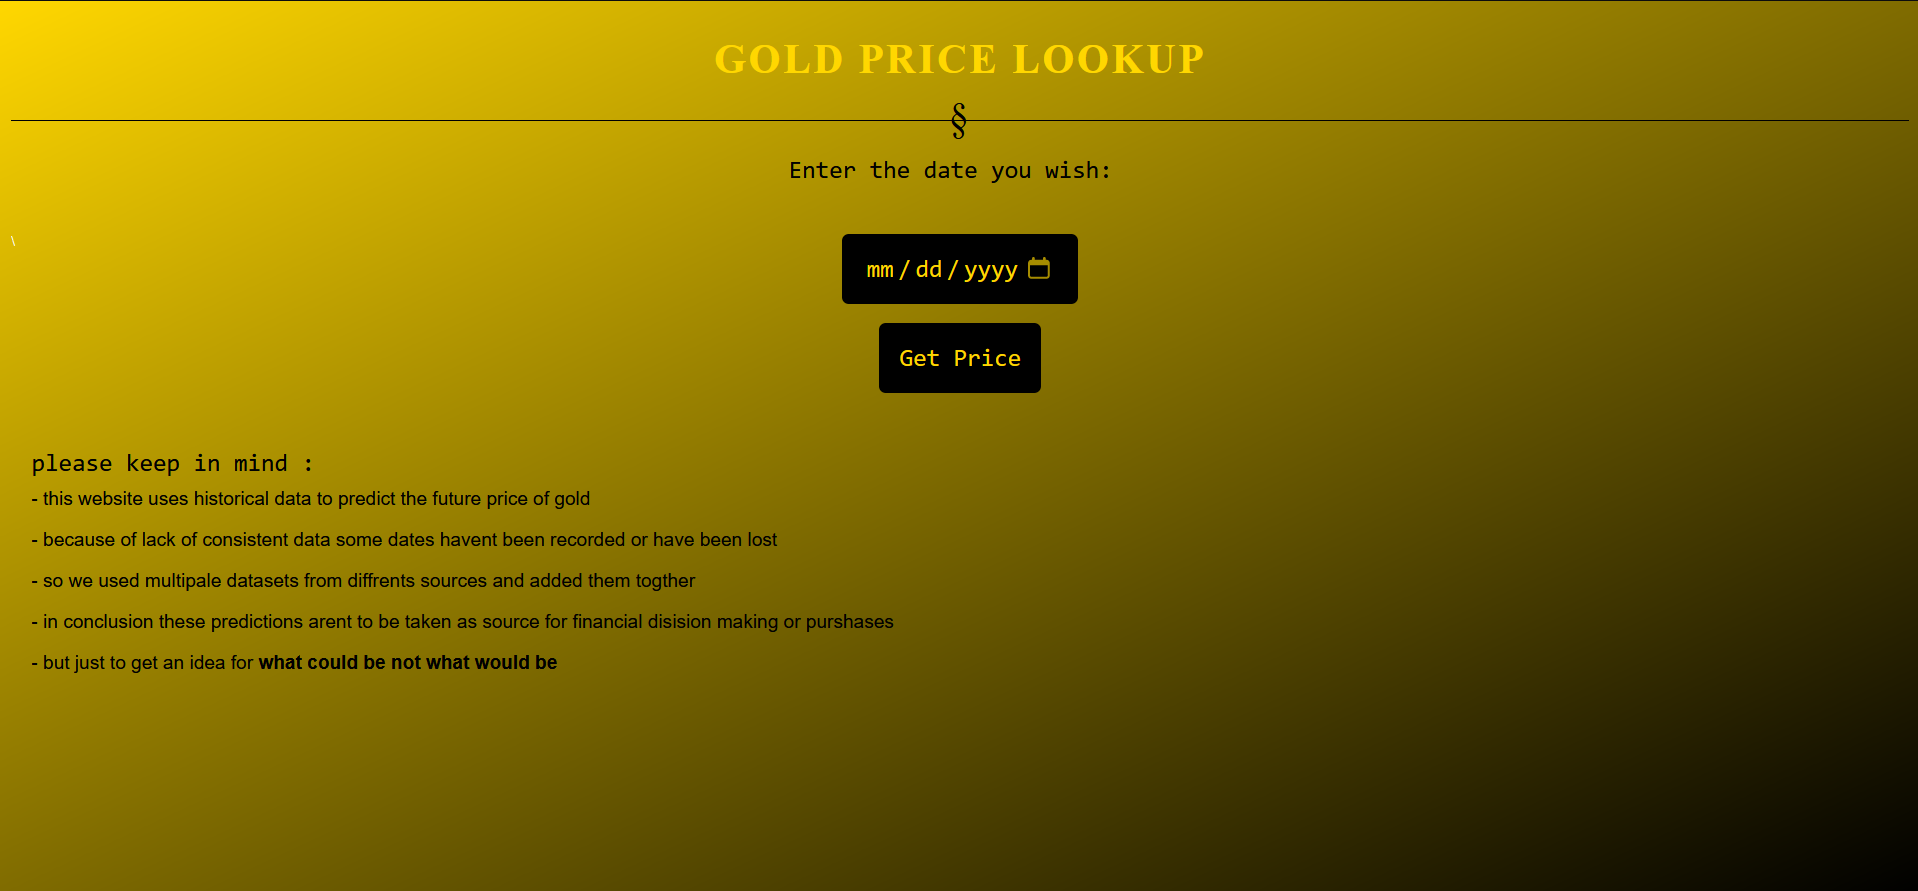 GOLD PRICE LOOKUP
§
Enter the date you wish:
\
mm/dd/yyyy
Get Price
please keep in mind :
- this website uses historical data to predict the future price of gold
- because of lack of consistent data some dates havent been recorded or have been lost
- so we used multipale datasets from diffrents sources and added them togther
- in conclusion these predictions arent to be taken as source for financial disision making or purshases
- but just to get an idea for what could be not what would be